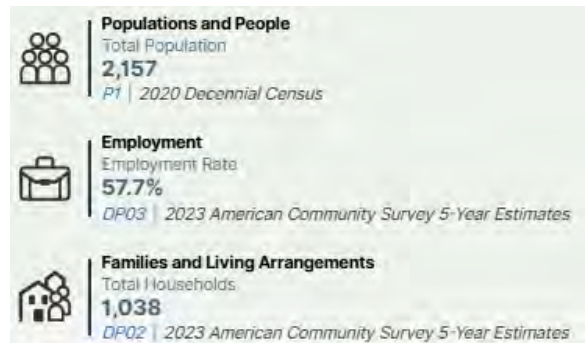 Populations and People
Total Population
2,157
P1 | 2020 Decennial Census
Employment
Employment Rate
57.7%
DP03 | 2023 American Community Survey 5-Year Estimates
Families and Living Arrangements
Total Households
1,038
DP02 | 2023 American Community Survey 5-Year Estimates